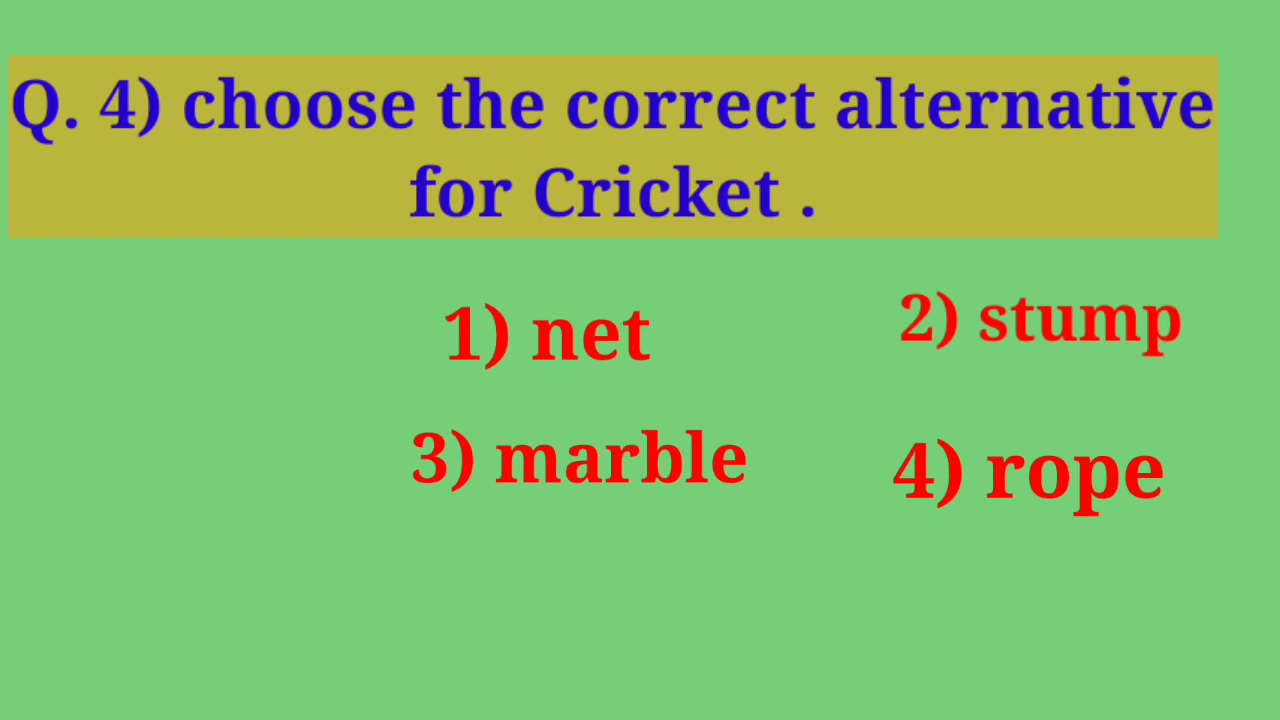 Q. 4) choose the correct alternative
for Cricket .
1) net
2) stump
3) marble
4) rope